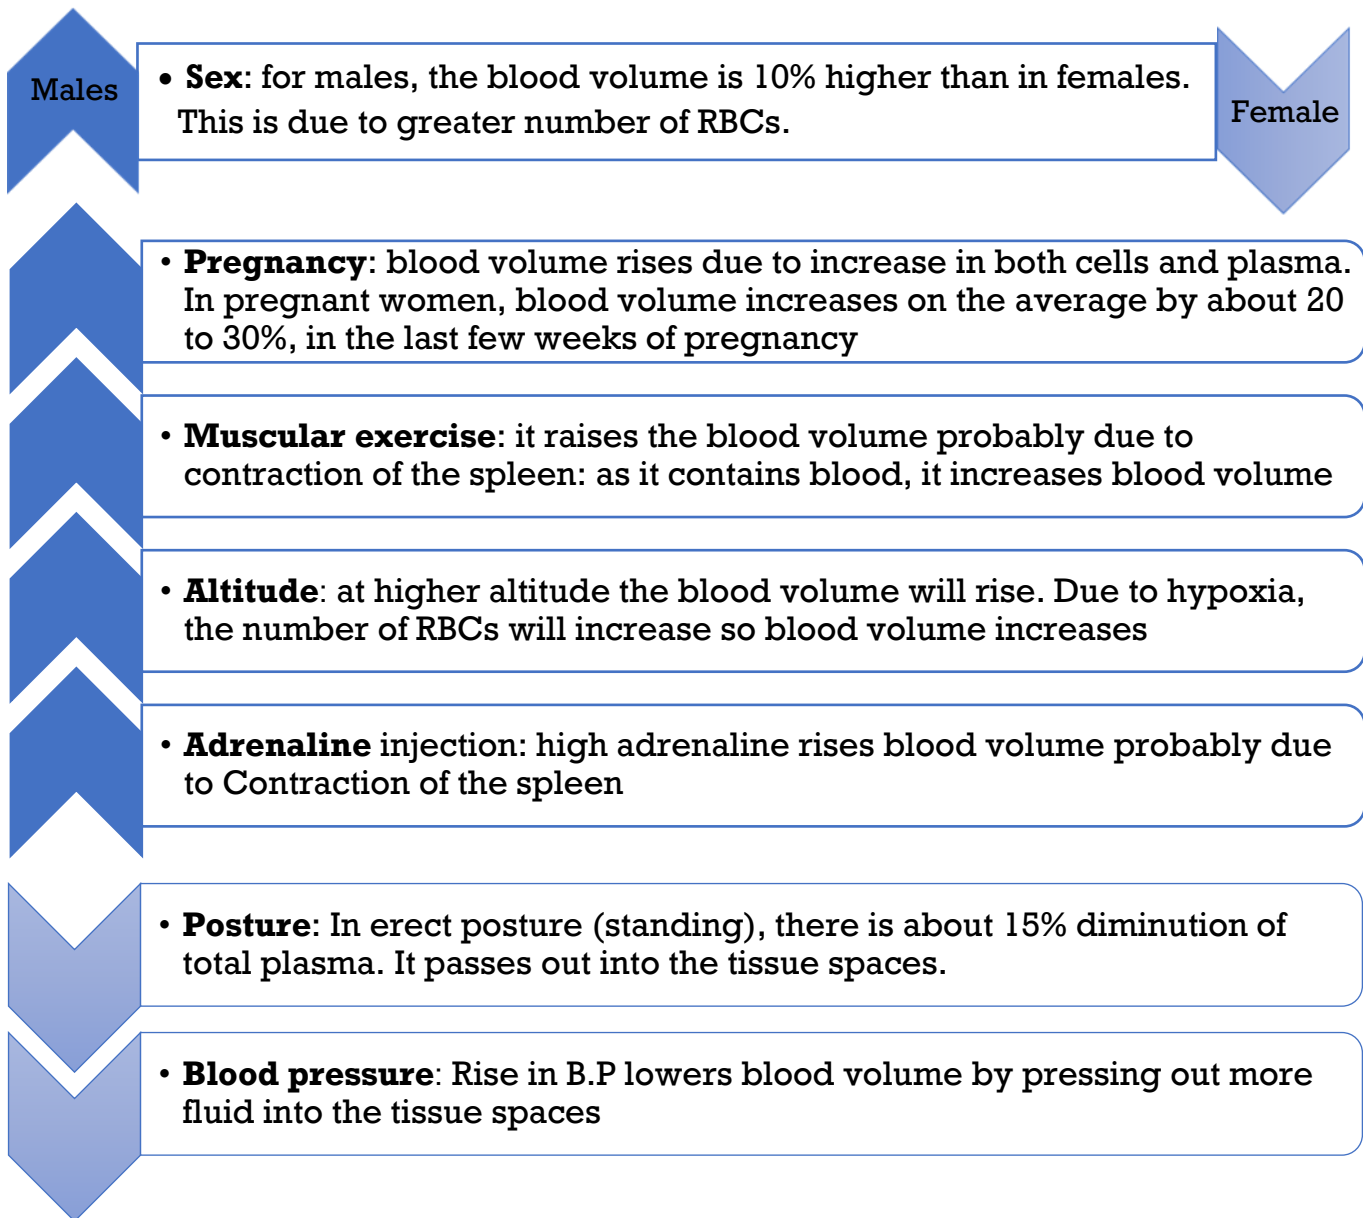 Males
• Sex: for males, the blood volume is 10% higher than in females.
This is due to greater number of RBCs.
Female
• Pregnancy: blood volume rises due to increase in both cells and plasma.
In pregnant women, blood volume increases on the average by about 20
to 30%, in the last few weeks of pregnancy
• Muscular exercise: it raises the blood volume probably due to
contraction of the spleen: as it contains blood, it increases blood volume
• Altitude: at higher altitude the blood volume will rise. Due to hypoxia,
the number of RBCs will increase so blood volume increases
• Adrenaline injection: high adrenaline rises blood volume probably due
to Contraction of the spleen
• Posture: In erect posture (standing), there is about 15% diminution of
total plasma. It passes out into the tissue spaces.
• Blood pressure: Rise in B.P lowers blood volume by pressing out more
fluid into the tissue spaces